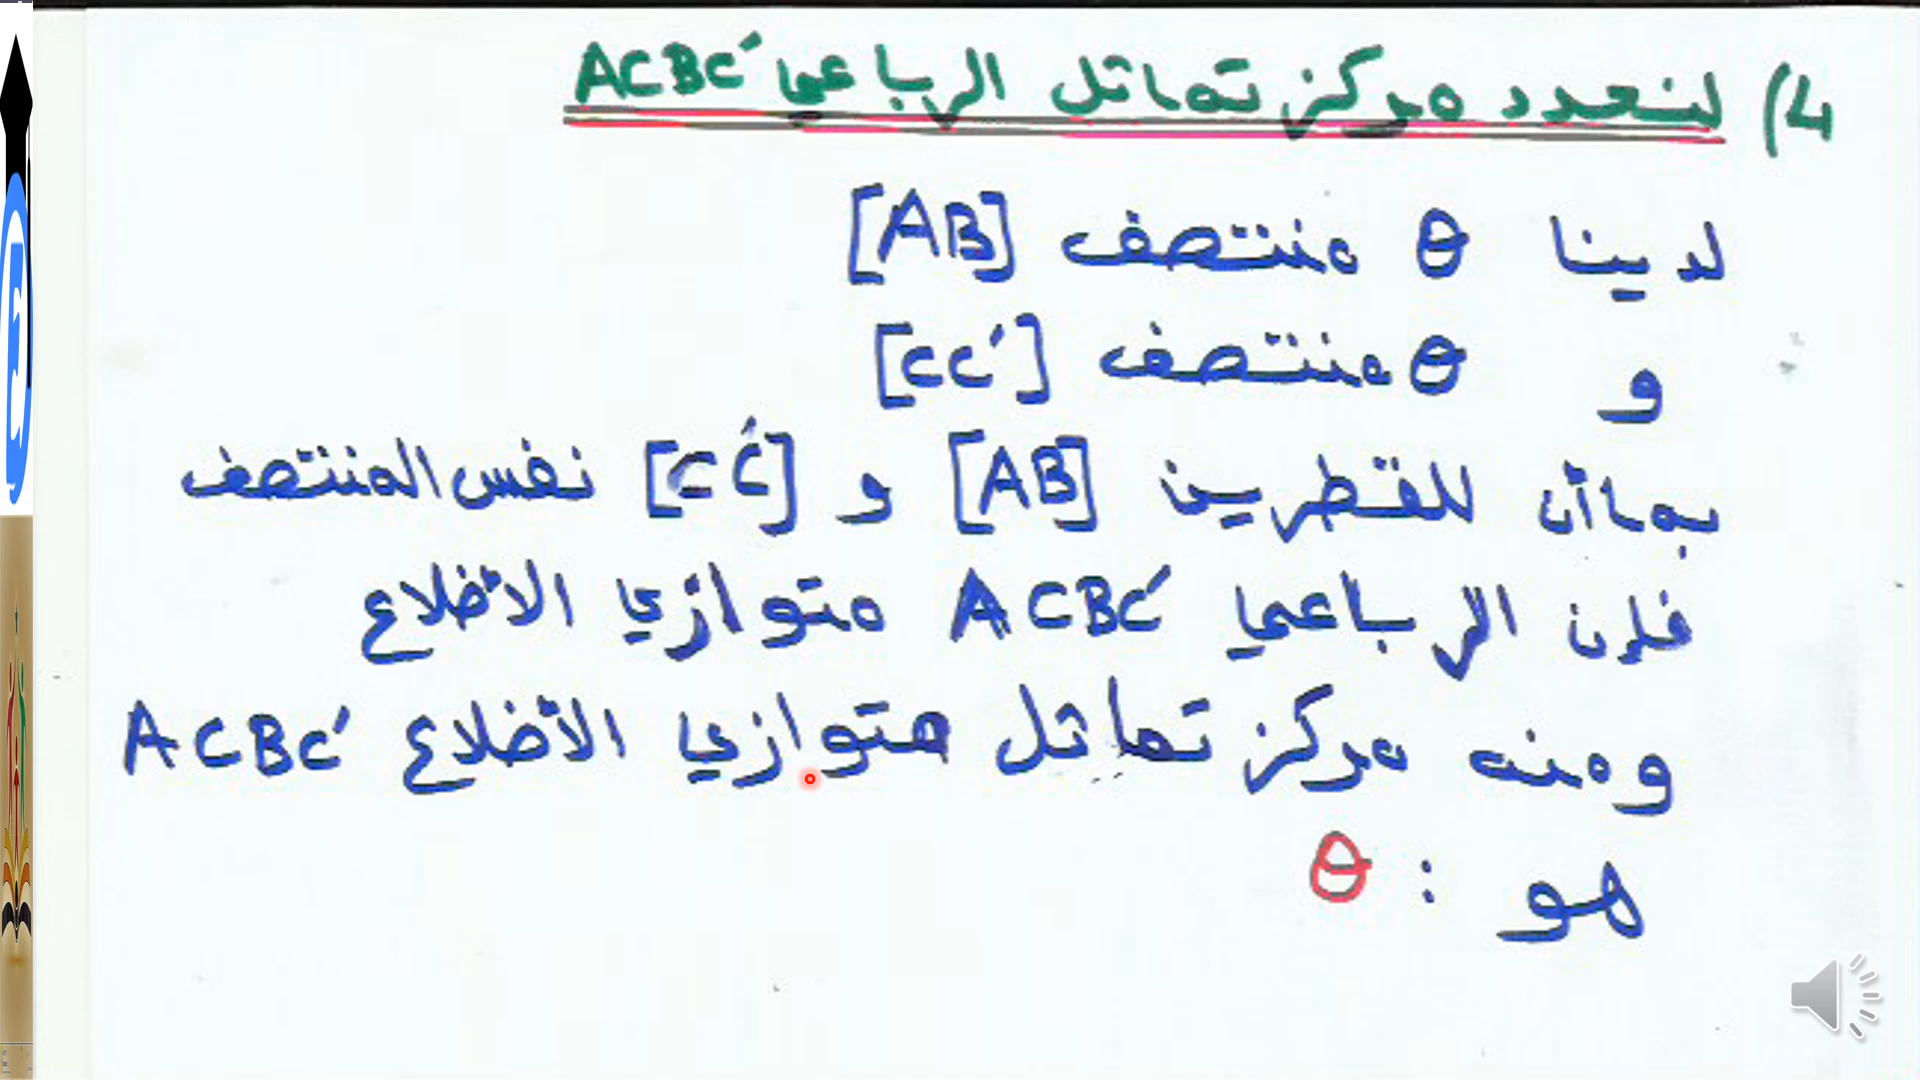 4) لنحدد مركز تماثل الرباعي ACBC'
لدينا θ منتصف [AB]
و θ منتصف [CC']
بما أن للقطرين [AB] و [CC'] نفس المنتصف
فإن الرباعي ACBC' متوازي الأضلاع
ومنه مركز تماثل متوازي الأضلاع ACBC'
هو : θ